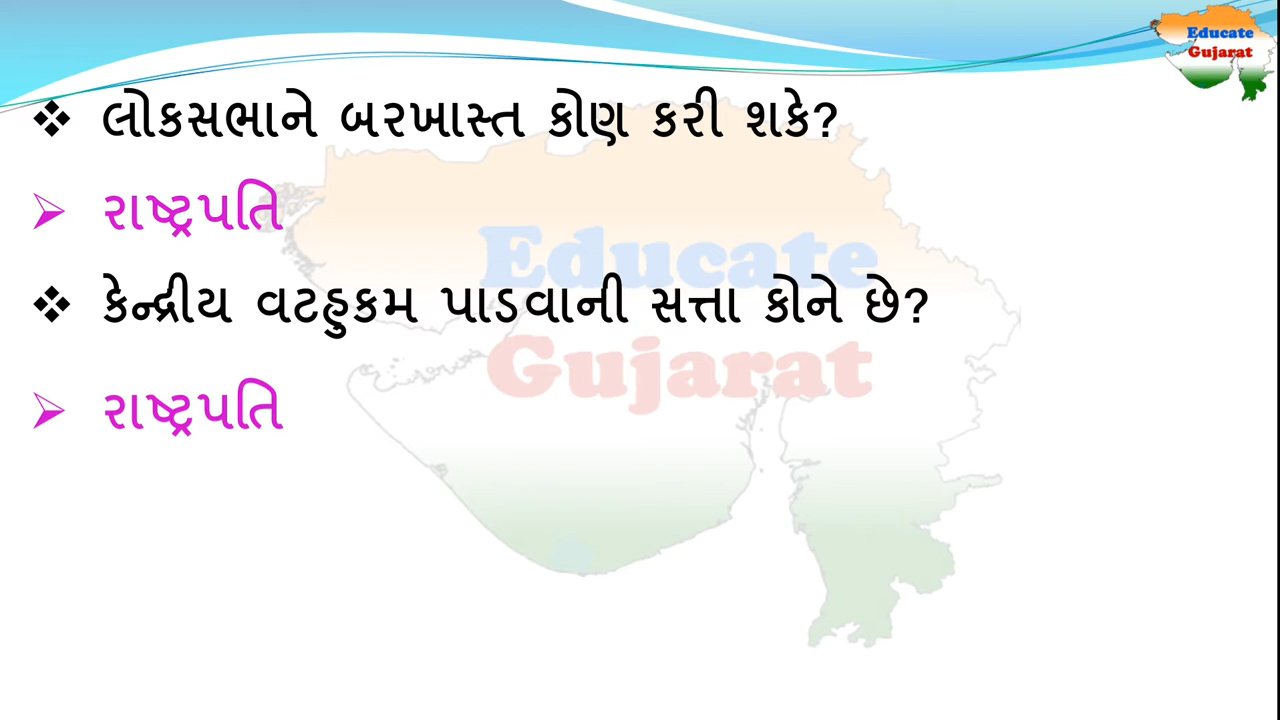 Educate
Gujarat
❖ લોકસભાને બરખાસ્ત કોણ કરી શકે?
➢ રાષ્ટ્રપતિ
❖ કેન્દ્રીય વટહુકમ પાડવાની સત્તા કોને છે?
➢ રાષ્ટ્રપતિ
Educate
Gujarat